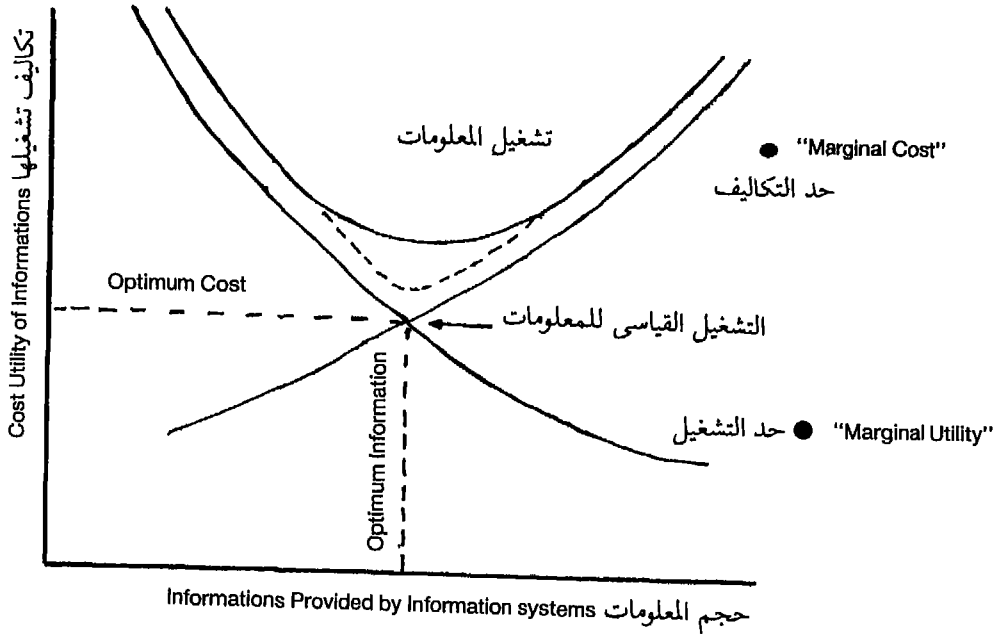 Cost Utility of Informations تكاليف تشغيلها
تشغيل المعلومات
"Marginal Cost"
حد التكاليف
Optimum Cost
التشغيل القياسى للمعلومات
Optimum Information
حد التشغيل "Marginal Utility"
Informations Provided by Information systems حجم المعلومات